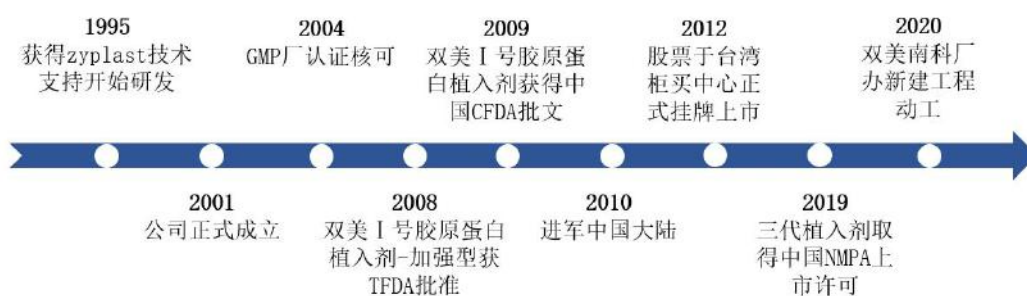 1995
获得zyplast技术
支持开始研发
2004
GMP厂认证核可
2009
双美Ⅰ号胶原蛋
白植入剂获得中
国CFDA批文
2012
股票于台湾
柜买中心正
式挂牌上市
2020
双美南科厂
办新建工程
动工
2001
公司正式成立
2008
双美Ⅰ号胶原蛋白
植入剂-加强型获
TFDA批准
2010
进军中国大陆
2019
三代植入剂取
得中国NMPA上
市许可